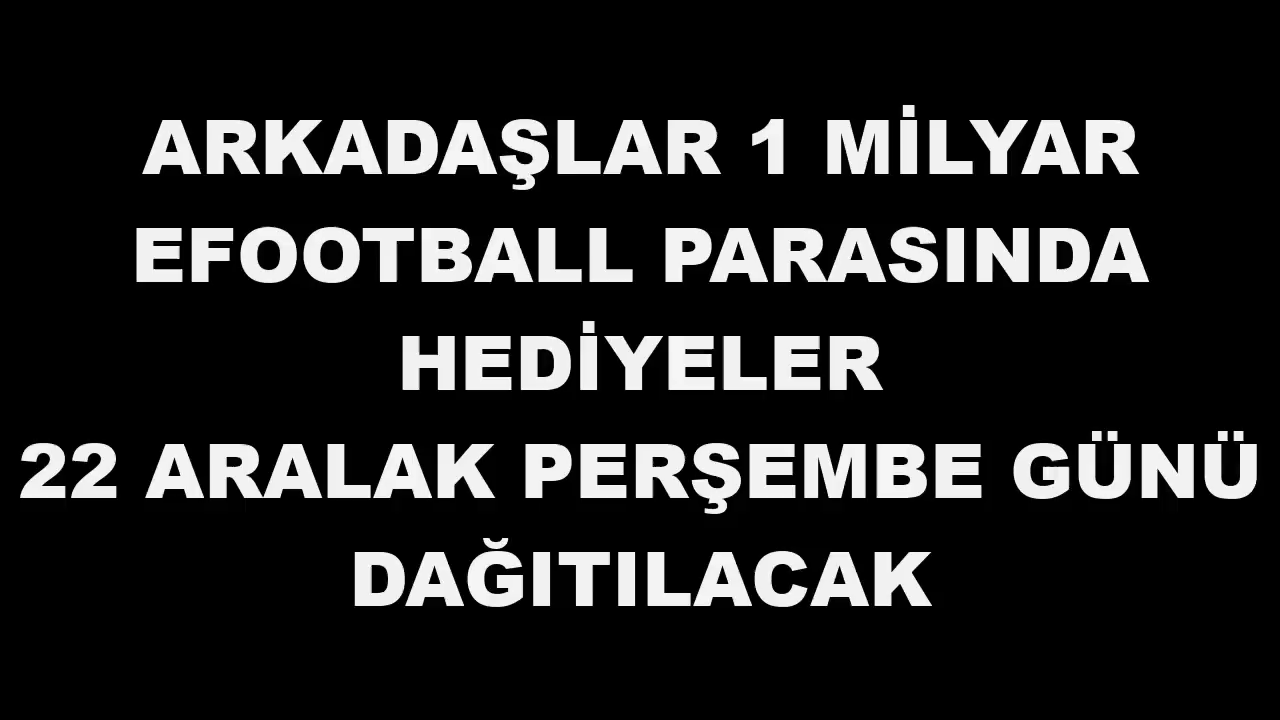 ARKADAŞLAR 1 MİLYAR
EFOOTBALL PARASINDA
HEDİYELER
22 ARALAK PERŞEMBE GÜNÜ
DAĞITILACAK